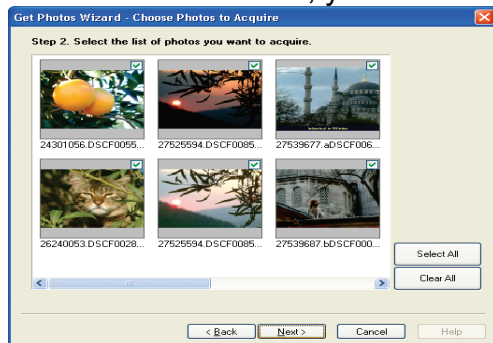 Get Photos Wizard - Choose Photos to Acquire
Step 2. Select the list of photos you want to acquire.
24301056.DSCF0055...
27525594.DSCF0085...
27539677.aDSCF006...
26240053.DSCF0028...
27525594.DSCF0085...
27539687.bDSCF000...
Select All
Clear All
< Back
Next >
Cancel
Help